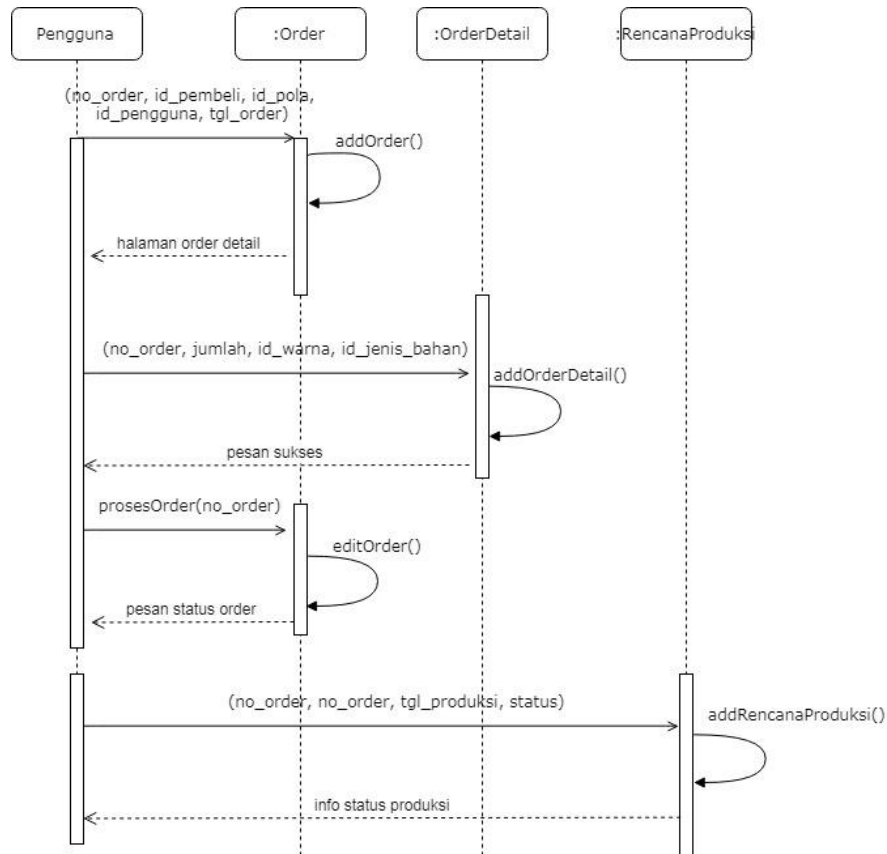 Pengguna
:Order
:OrderDetail
:RencanaProduksi
(no_order, id_pembeli, id_pola,
id_pengguna, tgl_order)
addOrder()
halaman order detail
(no_order, jumlah, id_warna, id_jenis_bahan)
addOrderDetail()
pesan sukses
prosesOrder(no_order)
editOrder()
pesan status order
(no_order, no_order, tgl_produksi, status)
addRencanaProduksi()
info status produksi